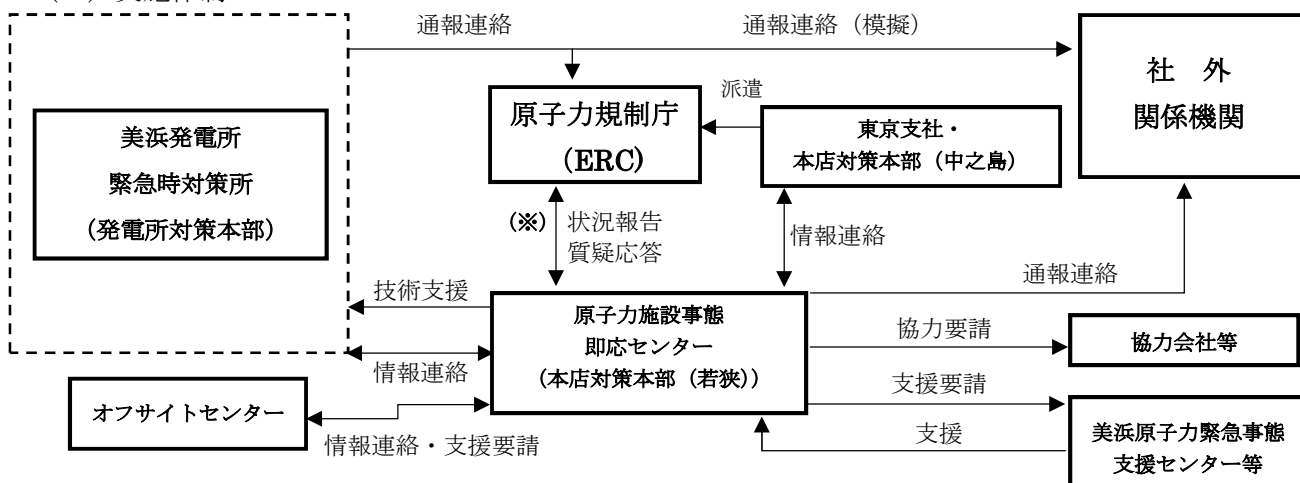 通報連絡
通報連絡(模擬)
社 外
関係機関
美浜発電所
緊急時対策所
(発電所対策本部)
原子力規制庁
(ERC)
派遣
東京支社・
本店対策本部(中之島)
(※)
状況報告
質疑応答
情報連絡
通報連絡
技術支援
原子力施設事態
即応センター
(本店対策本部(若狭))
協力要請
協力会社等
情報連絡
オフサイトセンター
情報連絡・支援要請
支援要請
支援
美浜原子力緊急事態
支援センター等